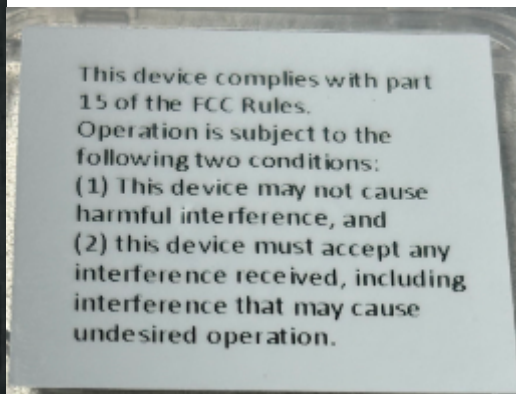 This device complies with part
15 of the FCC Rules.
Operation is subject to the
following two conditions:
(1) This device may not cause
harmful interference, and
(2) this device must accept any
interference received, including
interference that may cause
undesired operation.